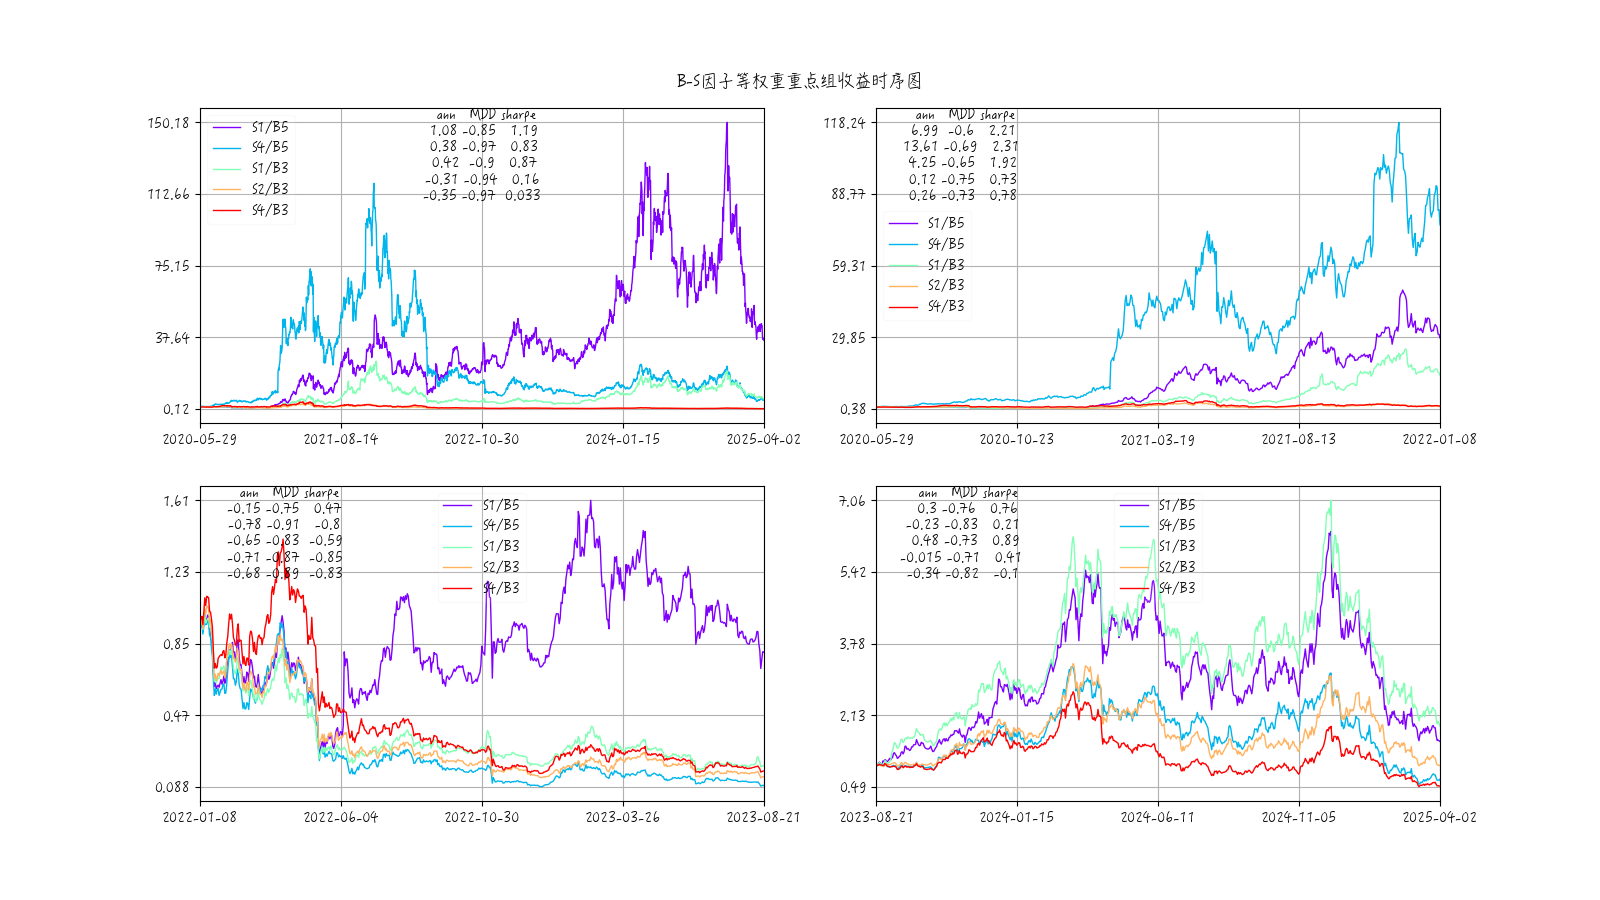 B-S因子等权重重点组收益时序图
ann MDD sharpe
1.08 -0.85 1.19
0.38 -0.97 0.83
0.42 -0.9 0.87
-0.31 -0.94 0.16
-0.35 -0.97 0.033
S1/B5
S4/B5
S1/B3
S2/B3
S4/B3
150.18
112.66
75.15
37.64
0.12
2020-05-29 2021-08-14 2022-10-30 2024-01-15 2025-04-02
ann MDD sharpe
6.99 -0.6 2.21
13.61 -0.69 2.31
4.25 -0.65 1.92
0.12 -0.75 0.73
0.26 -0.73 0.78
S1/B5
S4/B5
S1/B3
S2/B3
S4/B3
118.24
88.77
59.31
29.85
0.38
2020-05-29 2020-10-23 2021-03-19 2021-08-13 2022-01-08
ann MDD sharpe
-0.15 -0.75 0.47
-0.78 -0.91 -0.8
-0.65 -0.83 -0.59
-0.71 -0.87 -0.85
-0.68 -0.89 -0.83
S1/B5
S4/B5
S1/B3
S2/B3
S4/B3
1.61
1.23
0.85
0.47
0.088
2022-01-08 2022-06-04 2022-10-30 2023-03-26 2023-08-21
ann MDD sharpe
0.3 -0.76 0.76
-0.23 -0.83 0.21
0.48 -0.73 0.89
-0.015 -0.71 0.41
-0.34 -0.82 -0.1
S1/B5
S4/B5
S1/B3
S2/B3
S4/B3
7.06
5.42
3.78
2.13
0.49
2023-08-21 2024-01-15 2024-06-11 2024-11-05 2025-04-02